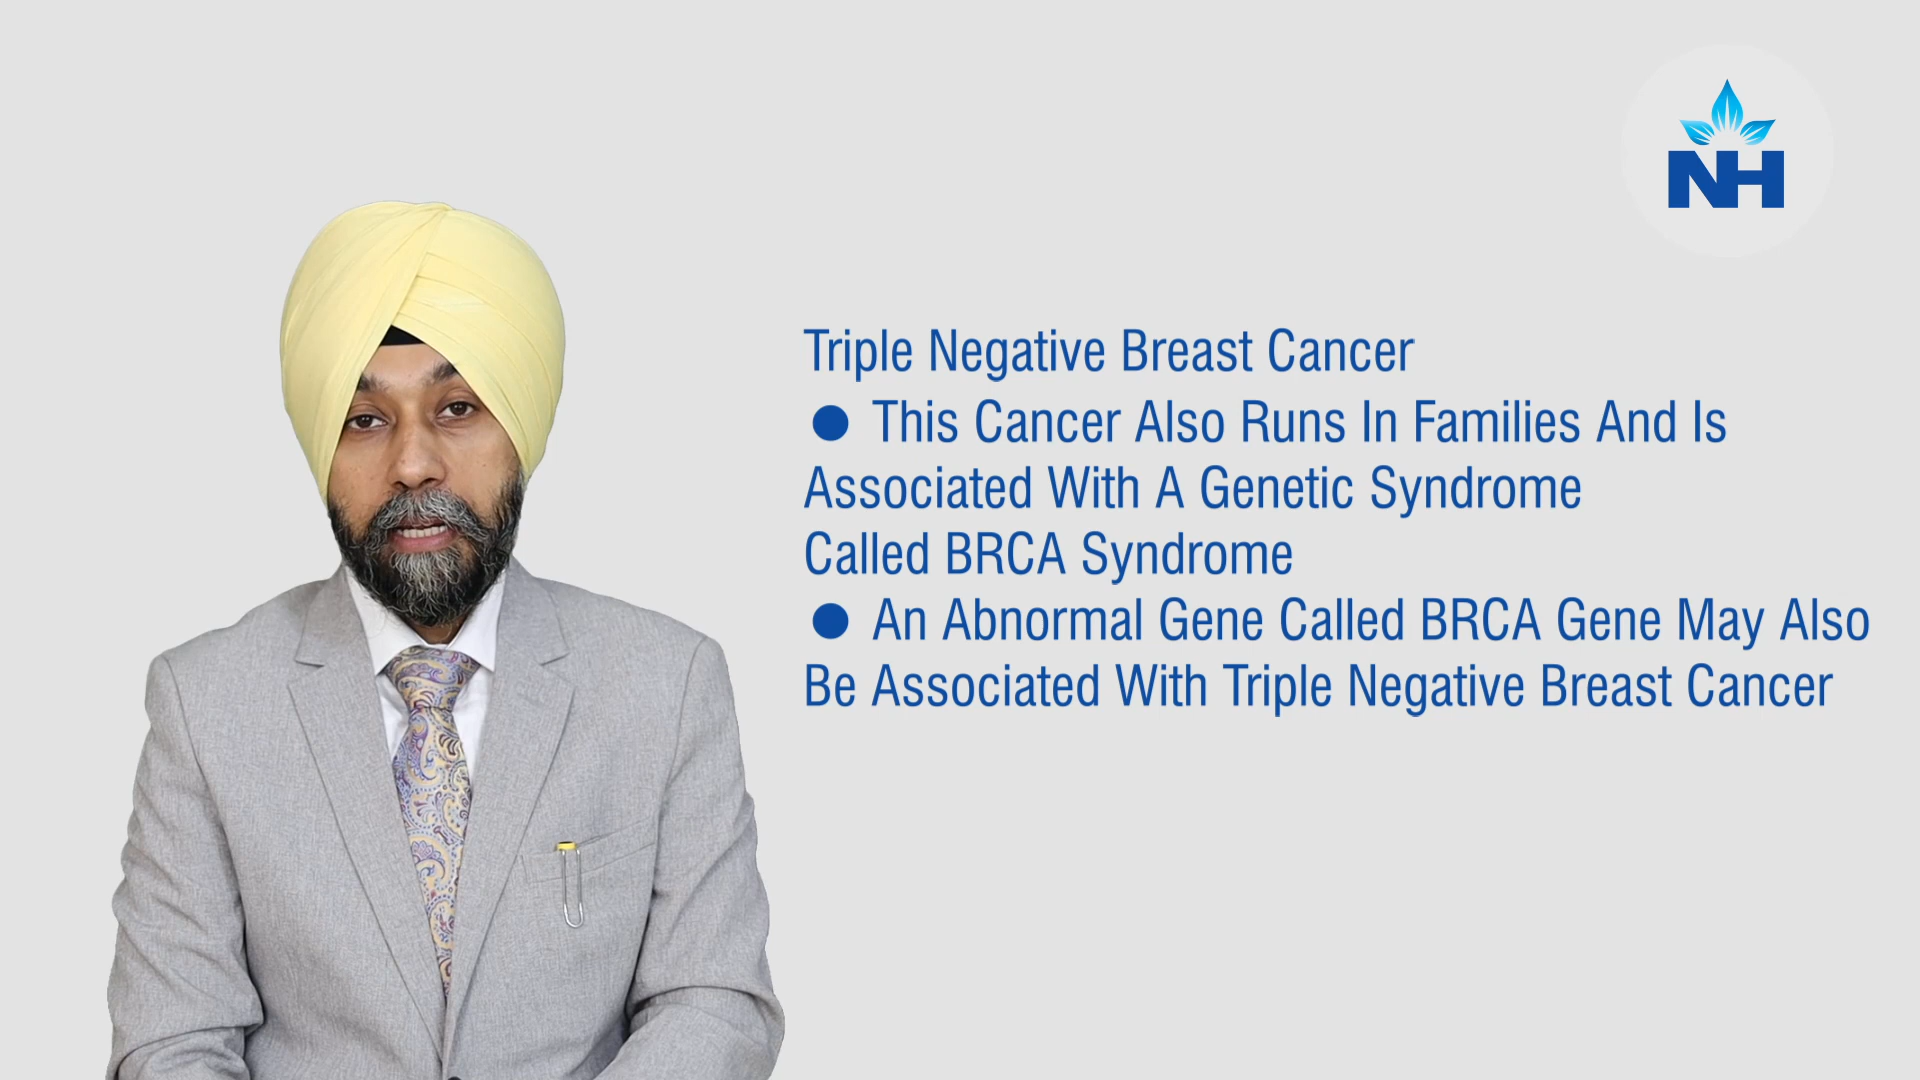 NH
Triple Negative Breast Cancer
● This Cancer Also Runs In Families And Is
Associated With A Genetic Syndrome
Called BRCA Syndrome
● An Abnormal Gene Called BRCA Gene May Also
Be Associated With Triple Negative Breast Cancer